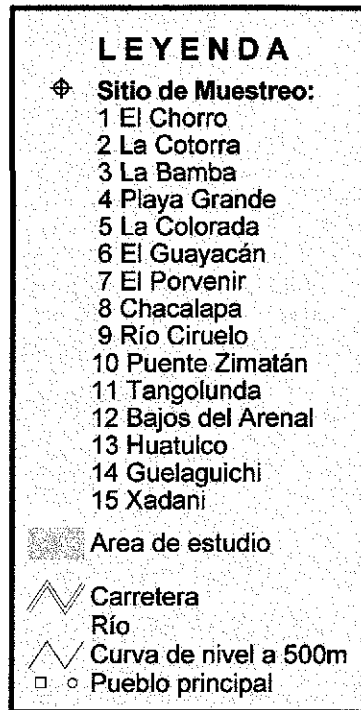 LEYENDA
Sitio de Muestreo:
1 El Chorro
2 La Cotorra
3 La Bamba
4 Playa Grande
5 La Colorada
6 El Guayacán
7 El Porvenir
8 Chacalapa
9 Río Ciruelo
10 Puente Zimatán
11 Tangolunda
12 Bajos del Arenal
13 Huatulco
14 Guelaguichi
15 Xadani
Area de estudio
Carretera
Río
Curva de nivel a 500m
Pueblo principal